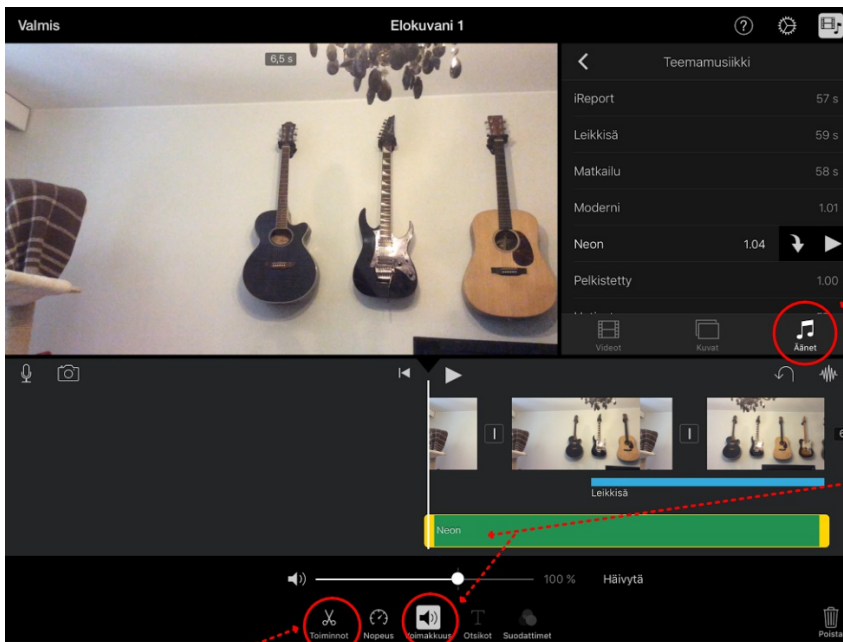 Valmis
Elokuvani 1
?
6,5 s
Teemamusiikki
iReport 57 s
Leikkisä 59 s
Matkailu 58 s
Moderni 1.01
Neon 1.04
Pelkistetty 1.00
Videot
Kuvat
Äänet
Leikkisä
Neon
100 %
Häivytä
Toiminnot
Nopeus
Voimakkuus
Otsikot
Suodattimet
Poista